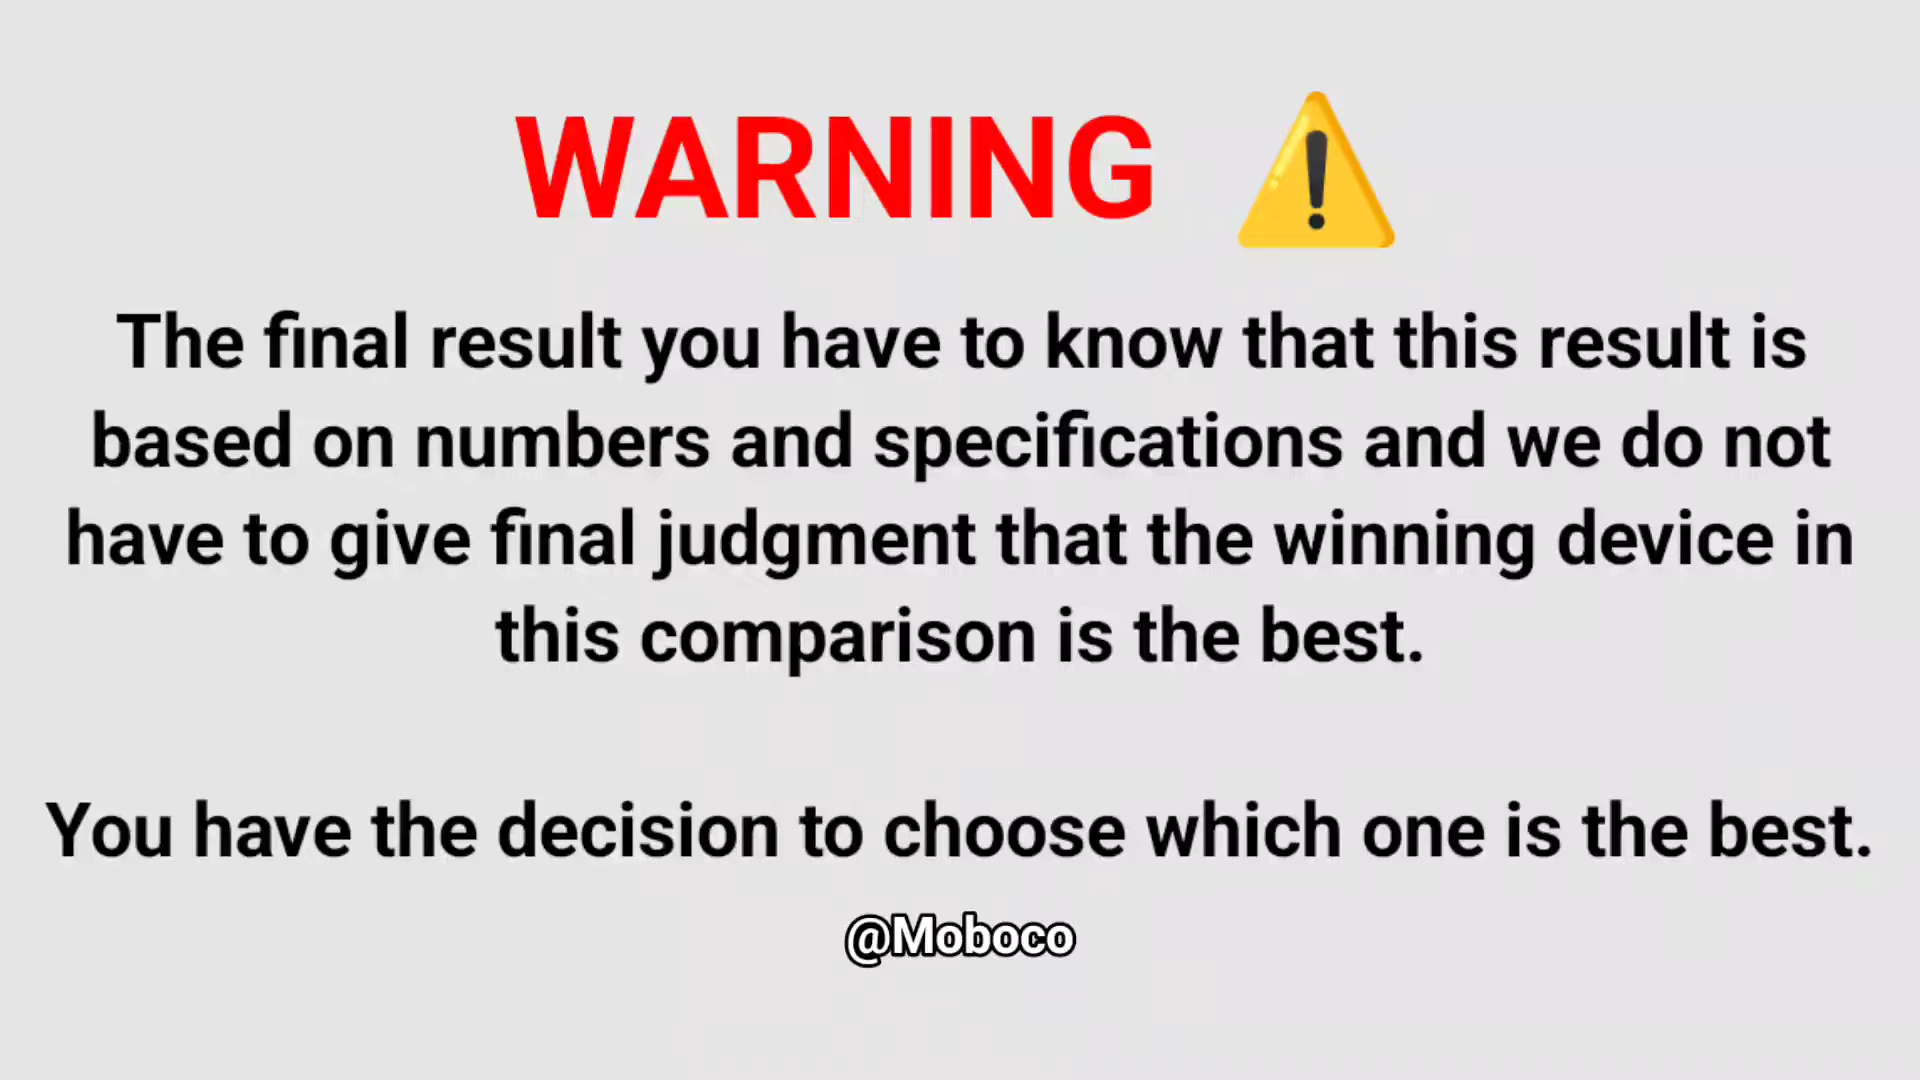 WARNING ⚠️
The final result you have to know that this result is
based on numbers and specifications and we do not
have to give final judgment that the winning device in
this comparison is the best.
You have the decision to choose which one is the best.
@Moboco